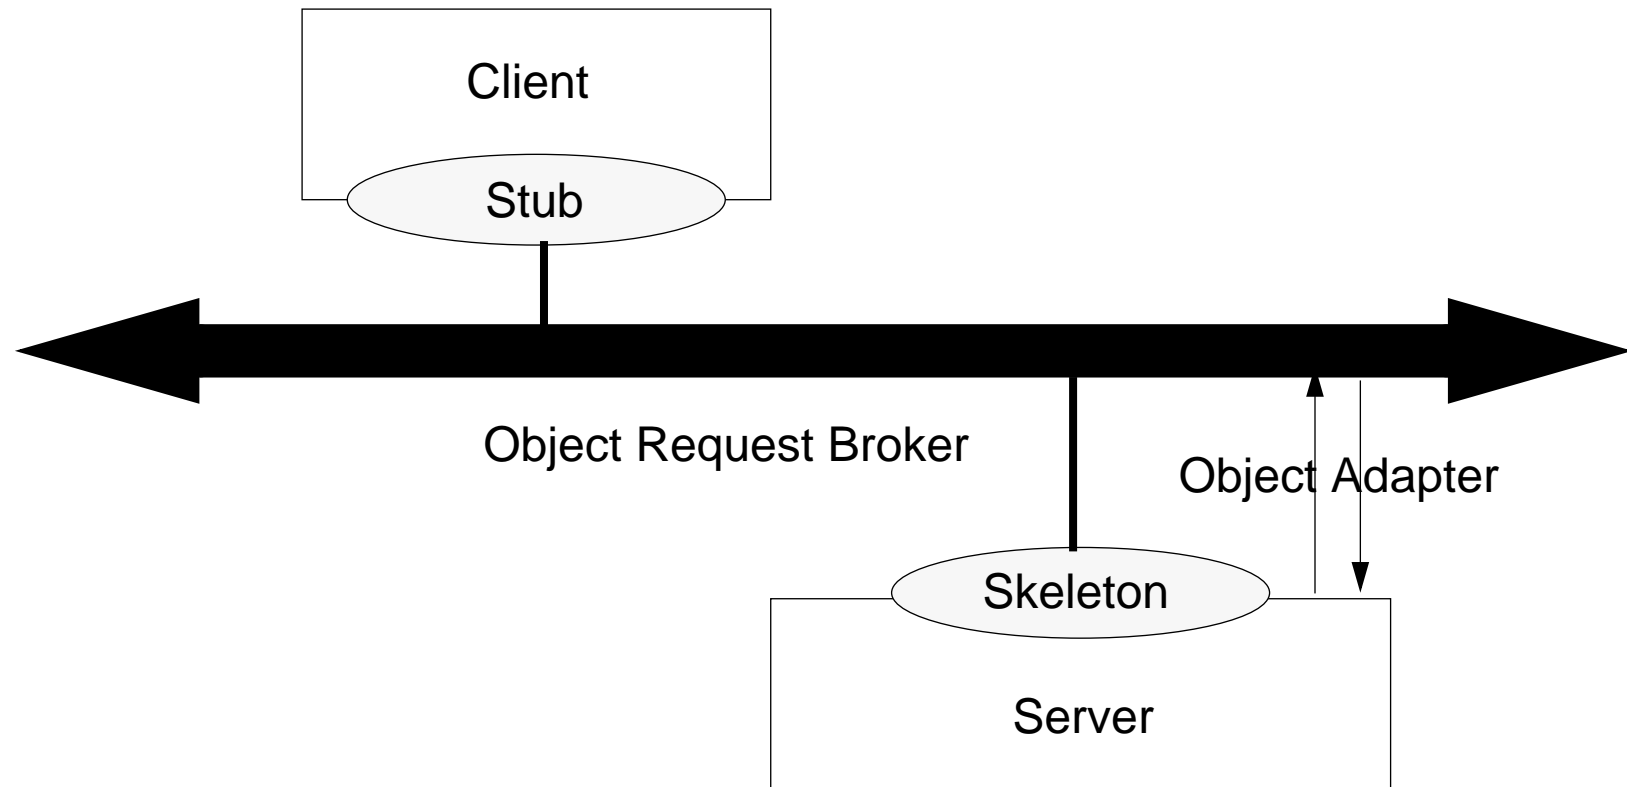 Client
Stub
Object Request Broker
Object Adapter
Skeleton
Server